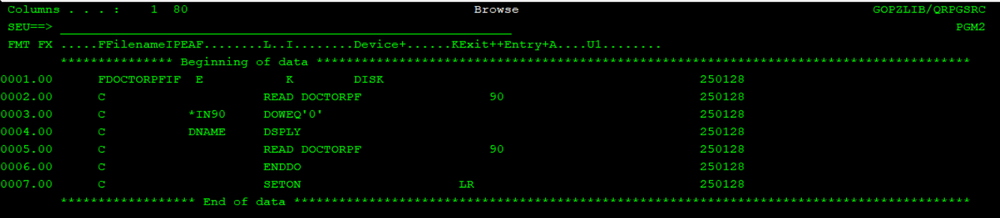 Columns . . . :    1  80                                      Browse                                               GOPZLIB/QRPGSRC
SEU==>                                                                                                                         PGM2
FMT FX .....FFilenameIPEAF........L..I........Device+......KExit++Entry+A....U1........
        *************** Beginning of data ***************************************************************************************
0001.00      FDOCTORPFIF  E           K        DISK                                          250128
0002.00      C                     READ DOCTORPF                 90                          250128
0003.00      C           *IN90     DOWEQ'0'                                                  250128
0004.00      C           DNAME     DSPLY                                                     250128
0005.00      C                     READ DOCTORPF                 90                          250128
0006.00      C                     ENDDO                                                     250128
0007.00      C                     SETON                     LR                              250128
        ****************** End of data ******************************************************************************************